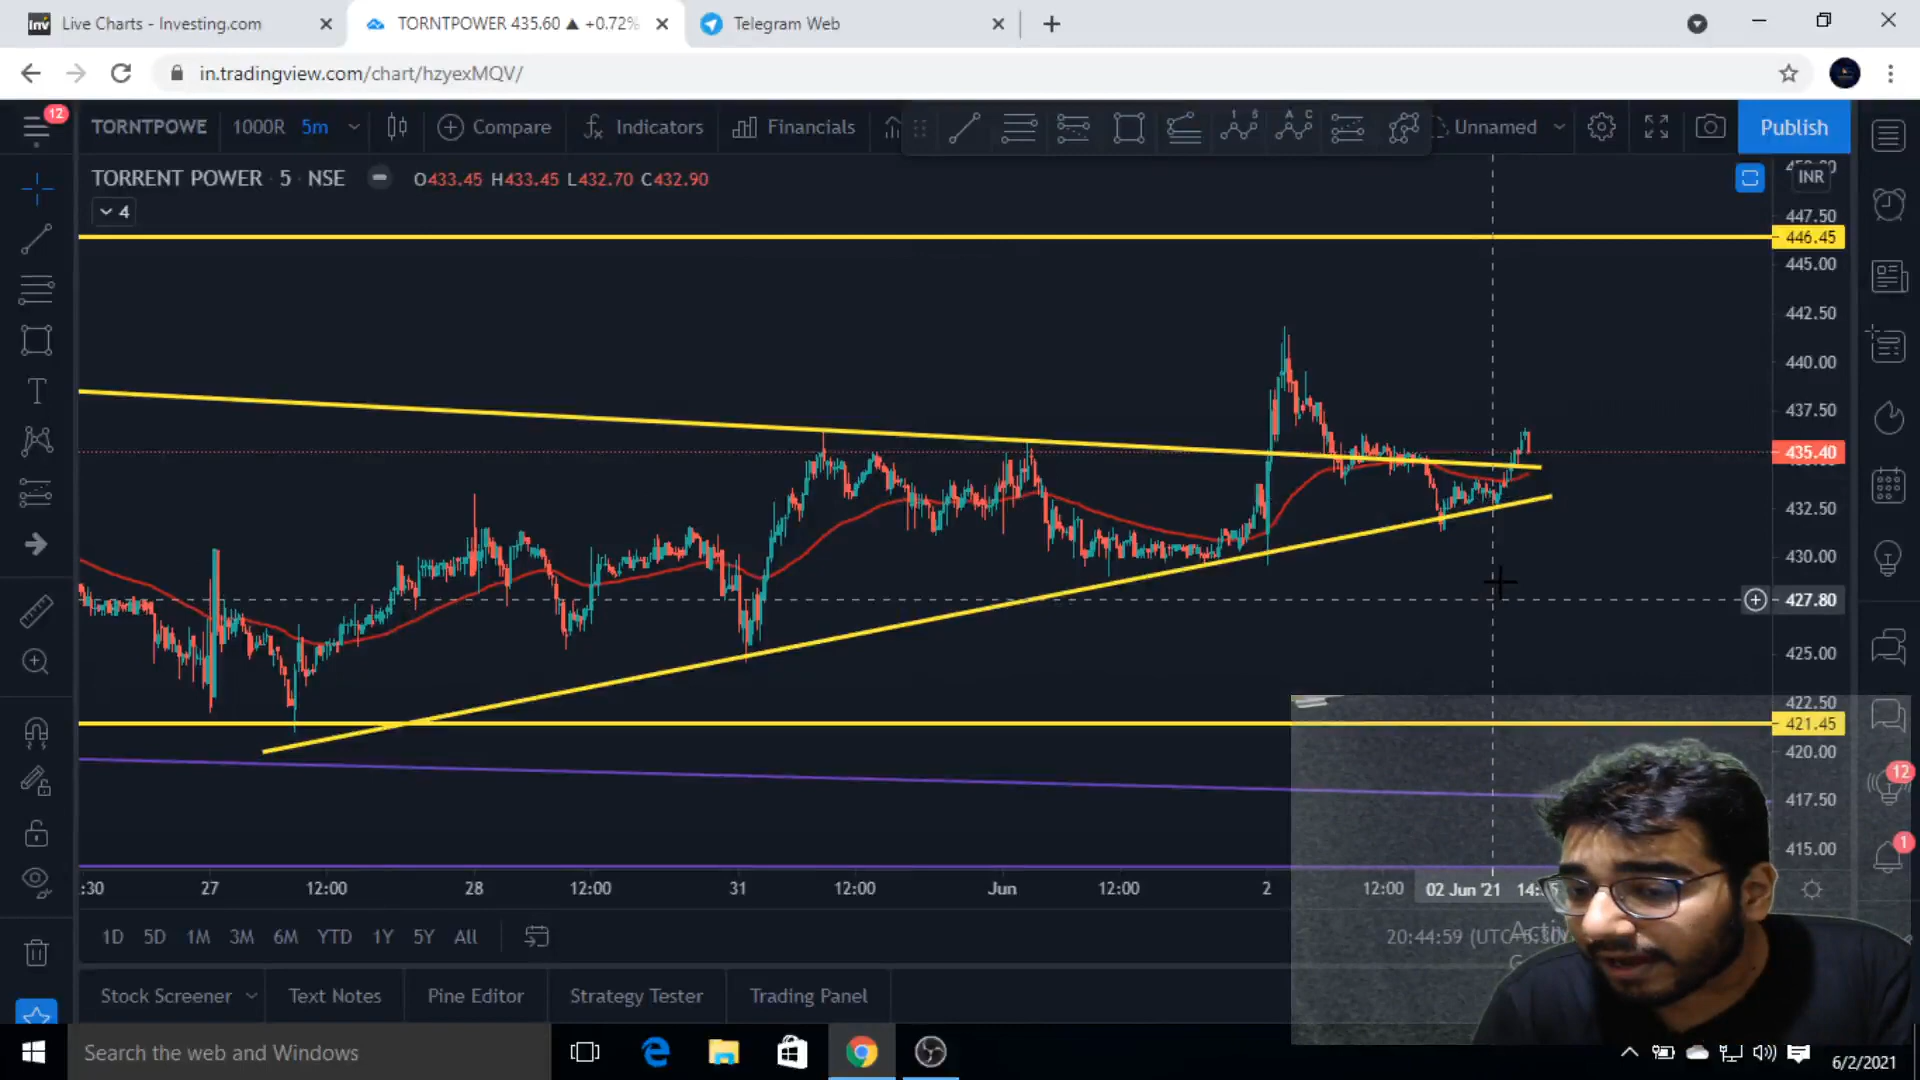 Live Charts - Investing.com
TORNTPOWER 435.60 ▲ +0.72%
Telegram Web
in.tradingview.com/chart/hzyexMQV/
12
TORNTPOWE 1000R 5m Compare Indicators Financials Unnamed Publish
TORRENT POWER · 5 · NSE O433.45 H433.45 L432.70 C432.90
4
INR
447.50
446.45
445.00
442.50
440.00
437.50
435.40
432.50
430.00
427.80
425.00
422.50
421.45
420.00
417.50
415.00
12
1
:30 27 12:00 28 12:00 31 12:00 Jun 12:00 2 12:00 02 Jun '21
1D 5D 1M 3M 6M YTD 1Y 5Y All
20:44:59
Stock Screener Text Notes Pine Editor Strategy Tester Trading Panel
Search the web and Windows
6/2/2021